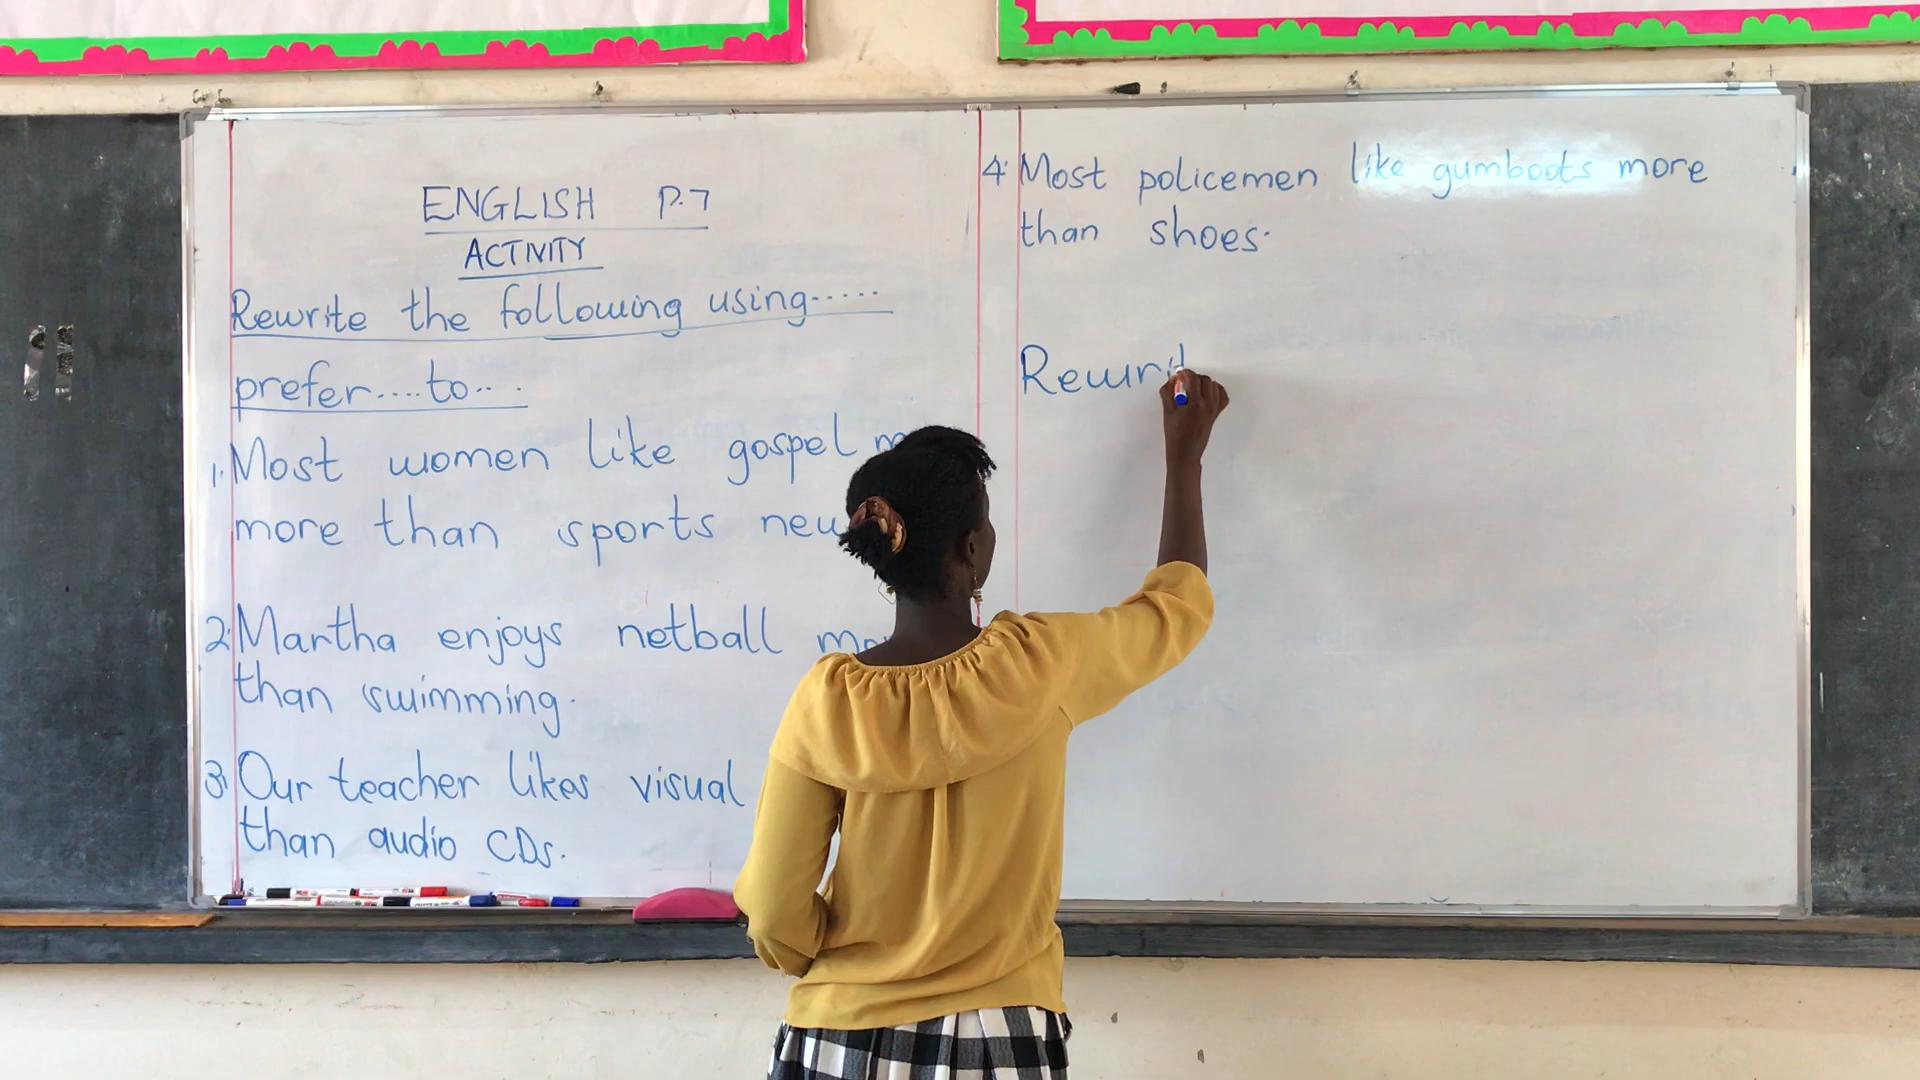 ENGLISH P.7
ACTIVITY
Rewrite the following using.....
prefer....to...
1. Most women like gospel
more than sports
2. Martha enjoys netball
than swimming.
3. Our teacher likes visual
than audio CDs.
4. Most policemen like gumboots more
than shoes.